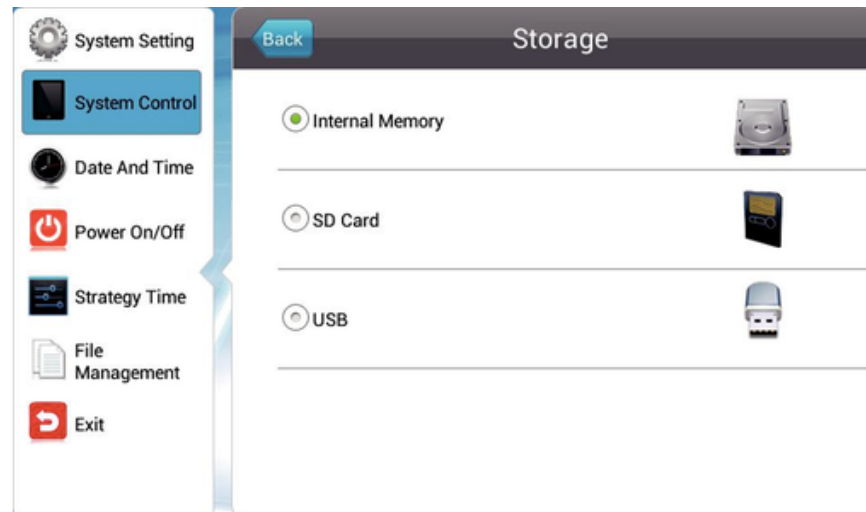 System Setting
System Control
Date And Time
Power On/Off
Strategy Time
File
Management
Exit
Back
Storage
Internal Memory
SD Card
USB